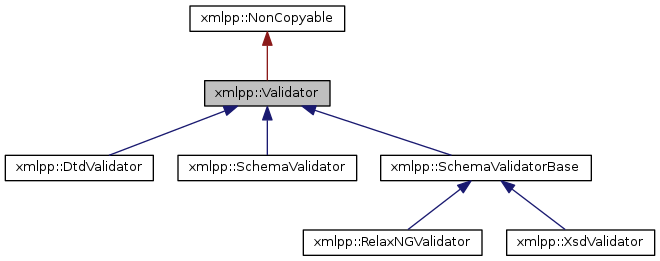 xmlpp::NonCopyable
xmlpp::Validator
xmlpp::DtdValidator
xmlpp::SchemaValidator
xmlpp::SchemaValidatorBase
xmlpp::RelaxNGValidator
xmlpp::XsdValidator